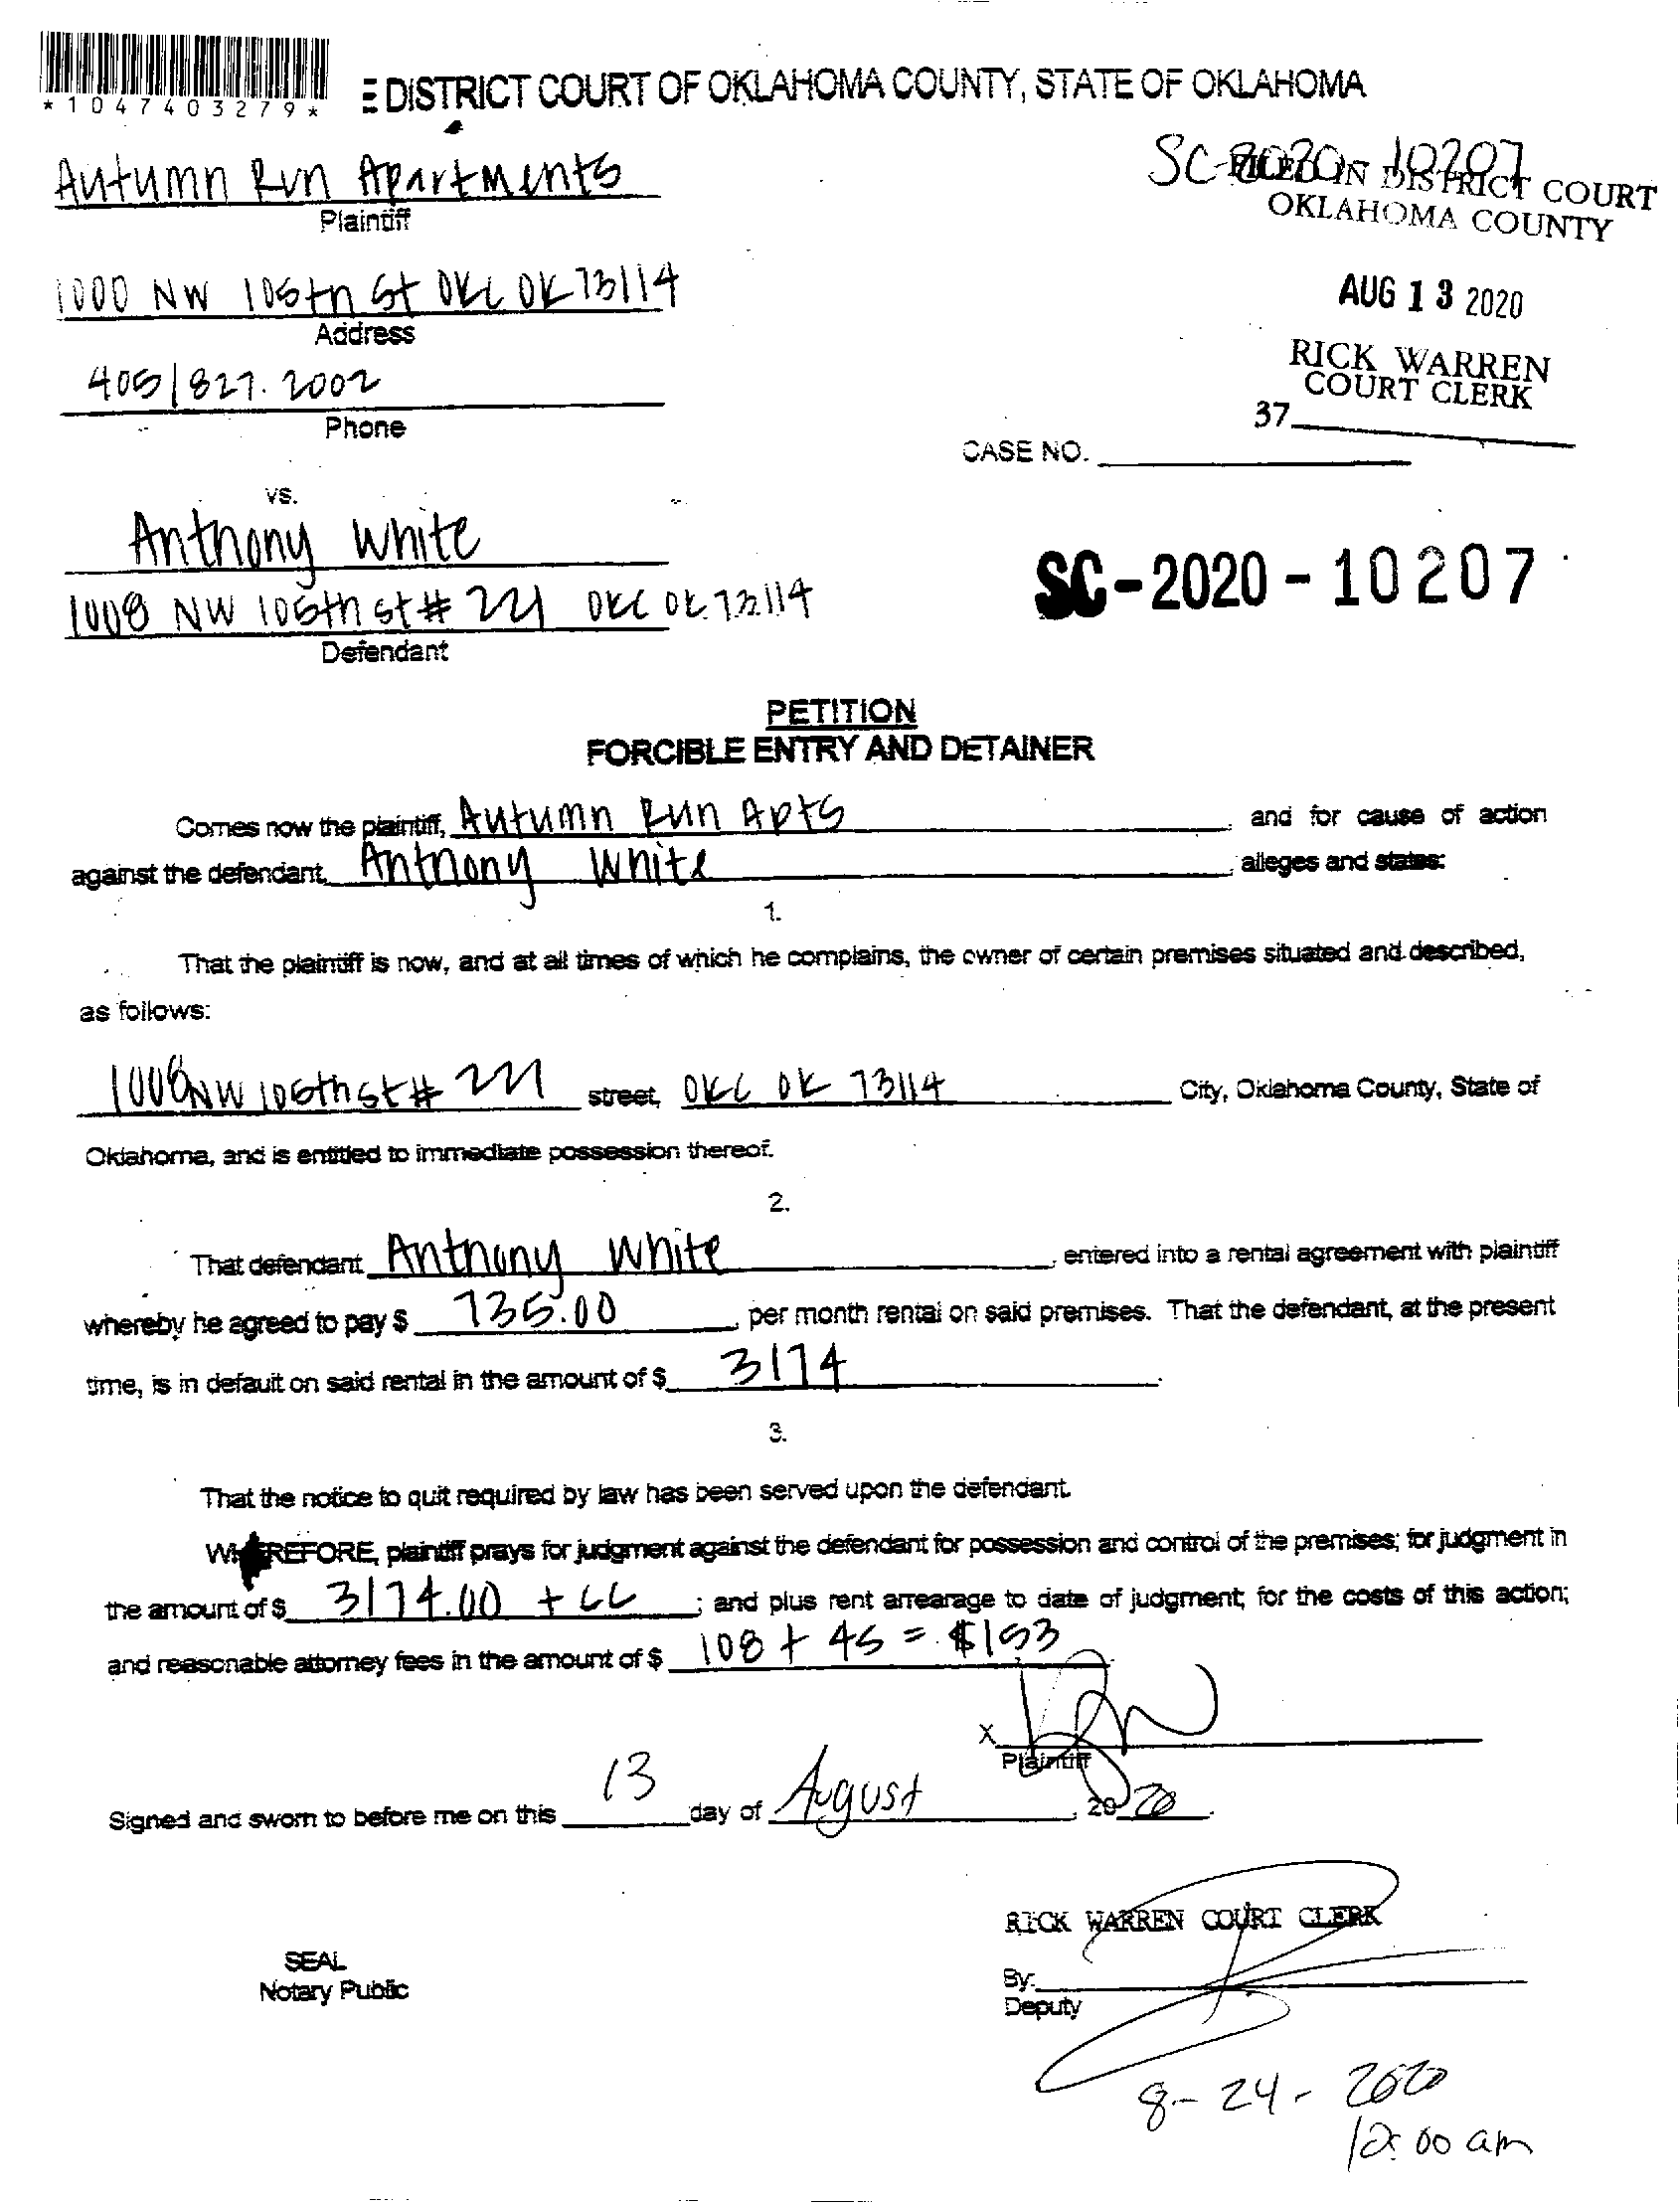 *1047403279*
E DISTRICT COURT OF OKLAHOMA COUNTY, STATE OF OKLAHOMA
Autumn Run Apartments
Plaintiff
SC-2020-10207
FILED IN DISTRICT COURT
OKLAHOMA COUNTY
1000 NW 105th St OKC OK 73114
Address
AUG 13 2020
405|827.2002
Phone
RICK WARREN
COURT CLERK
37
CASE NO.
vs.
Anthony White
1008 NW 106th st # 221 OKC OK 73114
Defendant
SC-2020-10207
PETITION
FORCIBLE ENTRY AND DETAINER
Comes now the plaintiff, Autumn Run Apts and for cause of action
against the defendant, Anthony White, alleges and states:
1.
That the plaintiff is now, and at all times of which he complains, the owner of certain premises situated and described,
as follows:
1008 NW 106th st # 221 street, OKC OK 73114 City, Oklahoma County, State of
Oklahoma, and is entitled to immediate possession thereof.
2.
That defendant Anthony White, entered into a rental agreement with plaintiff
whereby he agreed to pay $ 735.00, per month rental on said premises. That the defendant, at the present
time, is in default on said rental in the amount of $ 3174.
3.
That the notice to quit required by law has been served upon the defendant.
WHEREFORE, plaintiff prays for judgment against the defendant for possession and control of the premises; for judgment in
the amount of $ 3174.00 + CC; and plus rent arrearage to date of judgment; for the costs of this action;
and reasonable attorney fees in the amount of $ 108 + 45 = $153
X
Plaintiff
Signed and sworn to before me on this 13 day of August, 2020.
RICK WARREN COURT CLERK
SEAL
Notary Public
By:
Deputy
8-24-2020